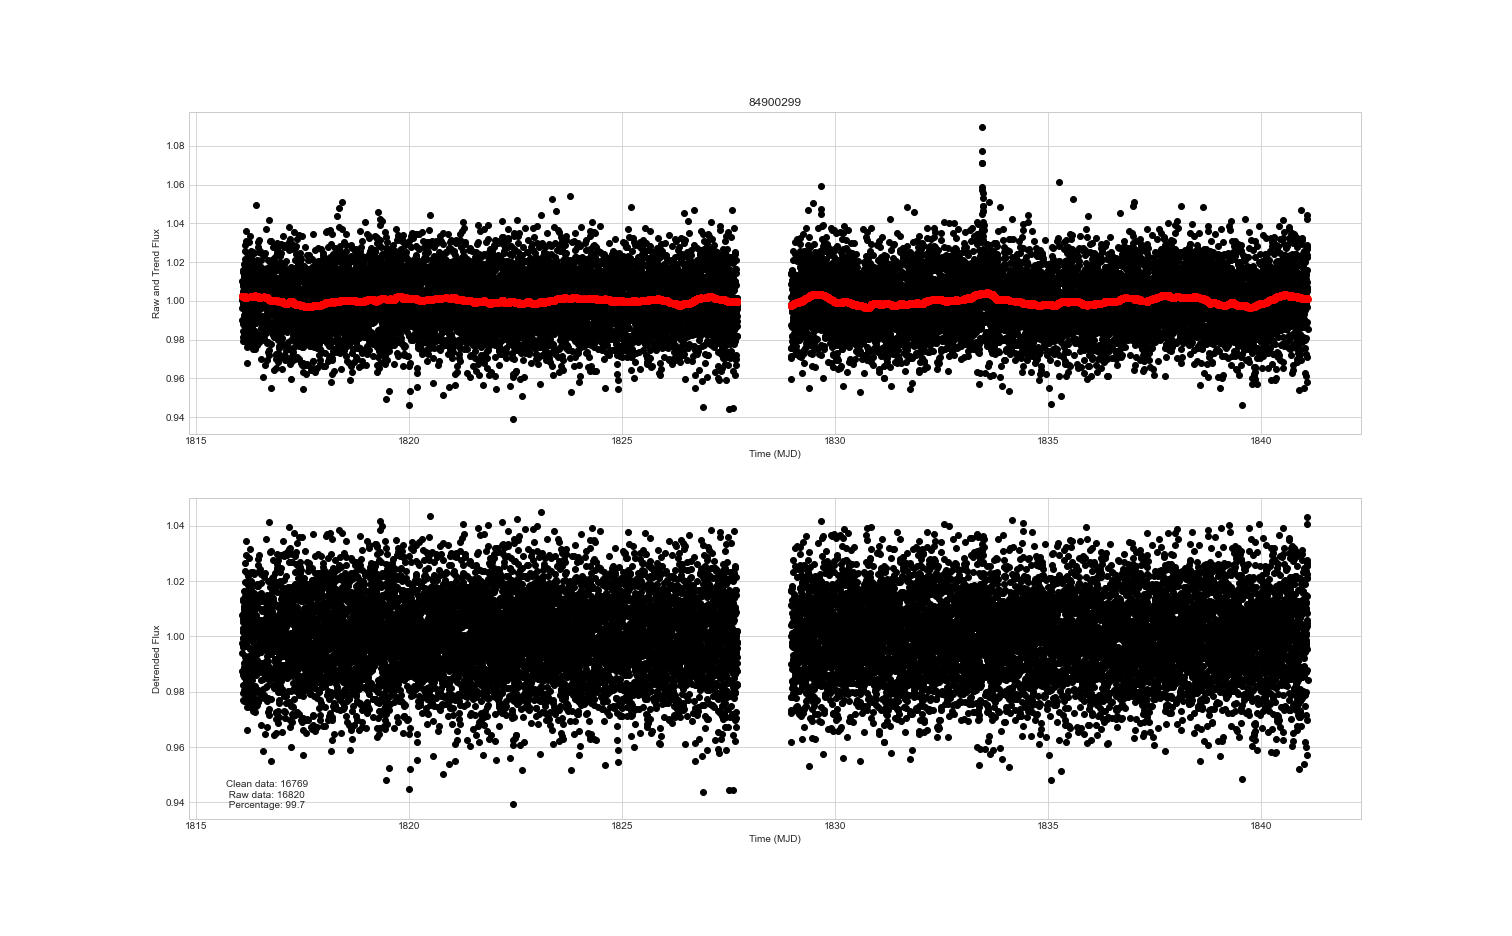 84900299
1.08
1.06
1.04
1.02
1.00
0.98
0.96
0.94
Raw and Trend Flux
1815 1820 1825 1830 1835 1840
Time (MJD)
1.04
1.02
1.00
0.98
0.96
0.94
Detrended Flux
Clean data: 16769
Raw data: 16820
Percentage: 99.7
1815 1820 1825 1830 1835 1840
Time (MJD)